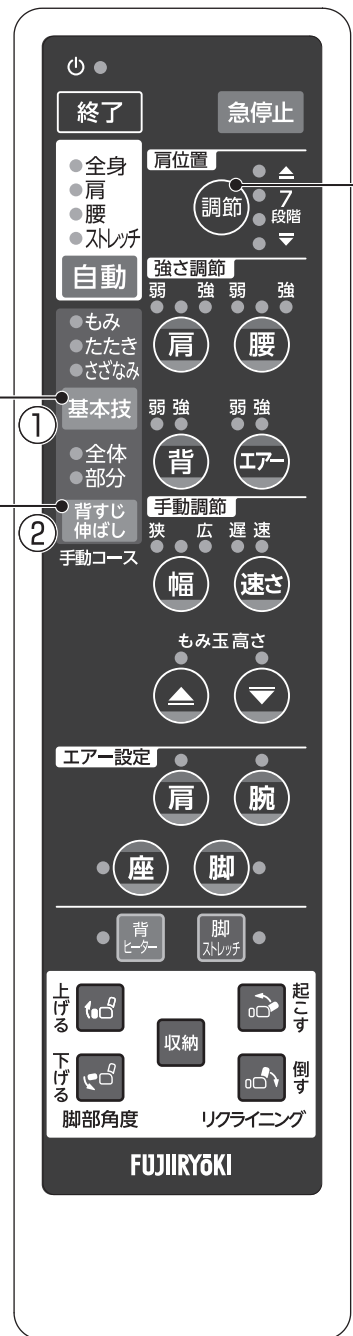 終了 急停止
全身
肩
腰
ストレッチ
自動
肩位置
調節
7
段階
強さ調節
弱 強 弱 強
肩 腰
もみ
たたき
さざなみ
基本技
①
弱 強 弱 強
背 エアー
全体
部分
背すじ
伸ばし
②
手動コース
手動調節
狭 広 遅 速
幅 速さ
もみ玉高さ
エアー設定
肩 腕
座 脚
背
ヒーター
脚
ストレッチ
上げる
下げる
脚部角度
収納
起こす
倒す
リクライニング
FUJIIRYōKI